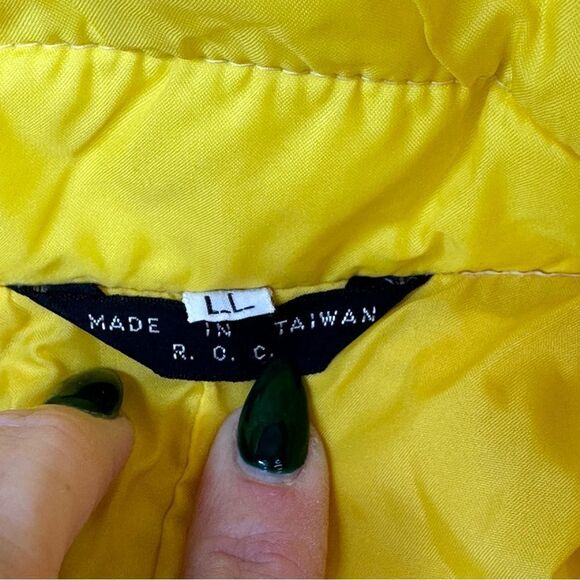 LL
MADE IN TAIWAN
R. O. C.